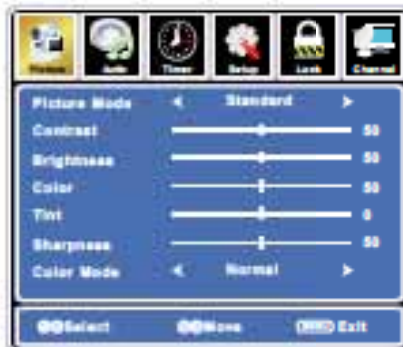 Picture Audio Timer Setup Lock Channel
Picture Mode Standard
Contrast 50
Brightness 50
Color 50
Tint 0
Sharpness 50
Color Mode Normal
Select Move Exit